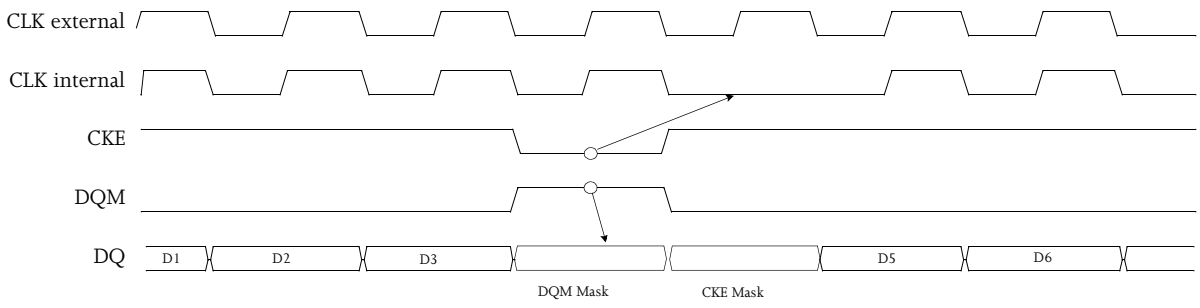 CLK external
CLK internal
CKE
DQM
DQ
D1 D2 D3 D5 D6
DQM Mask CKE Mask